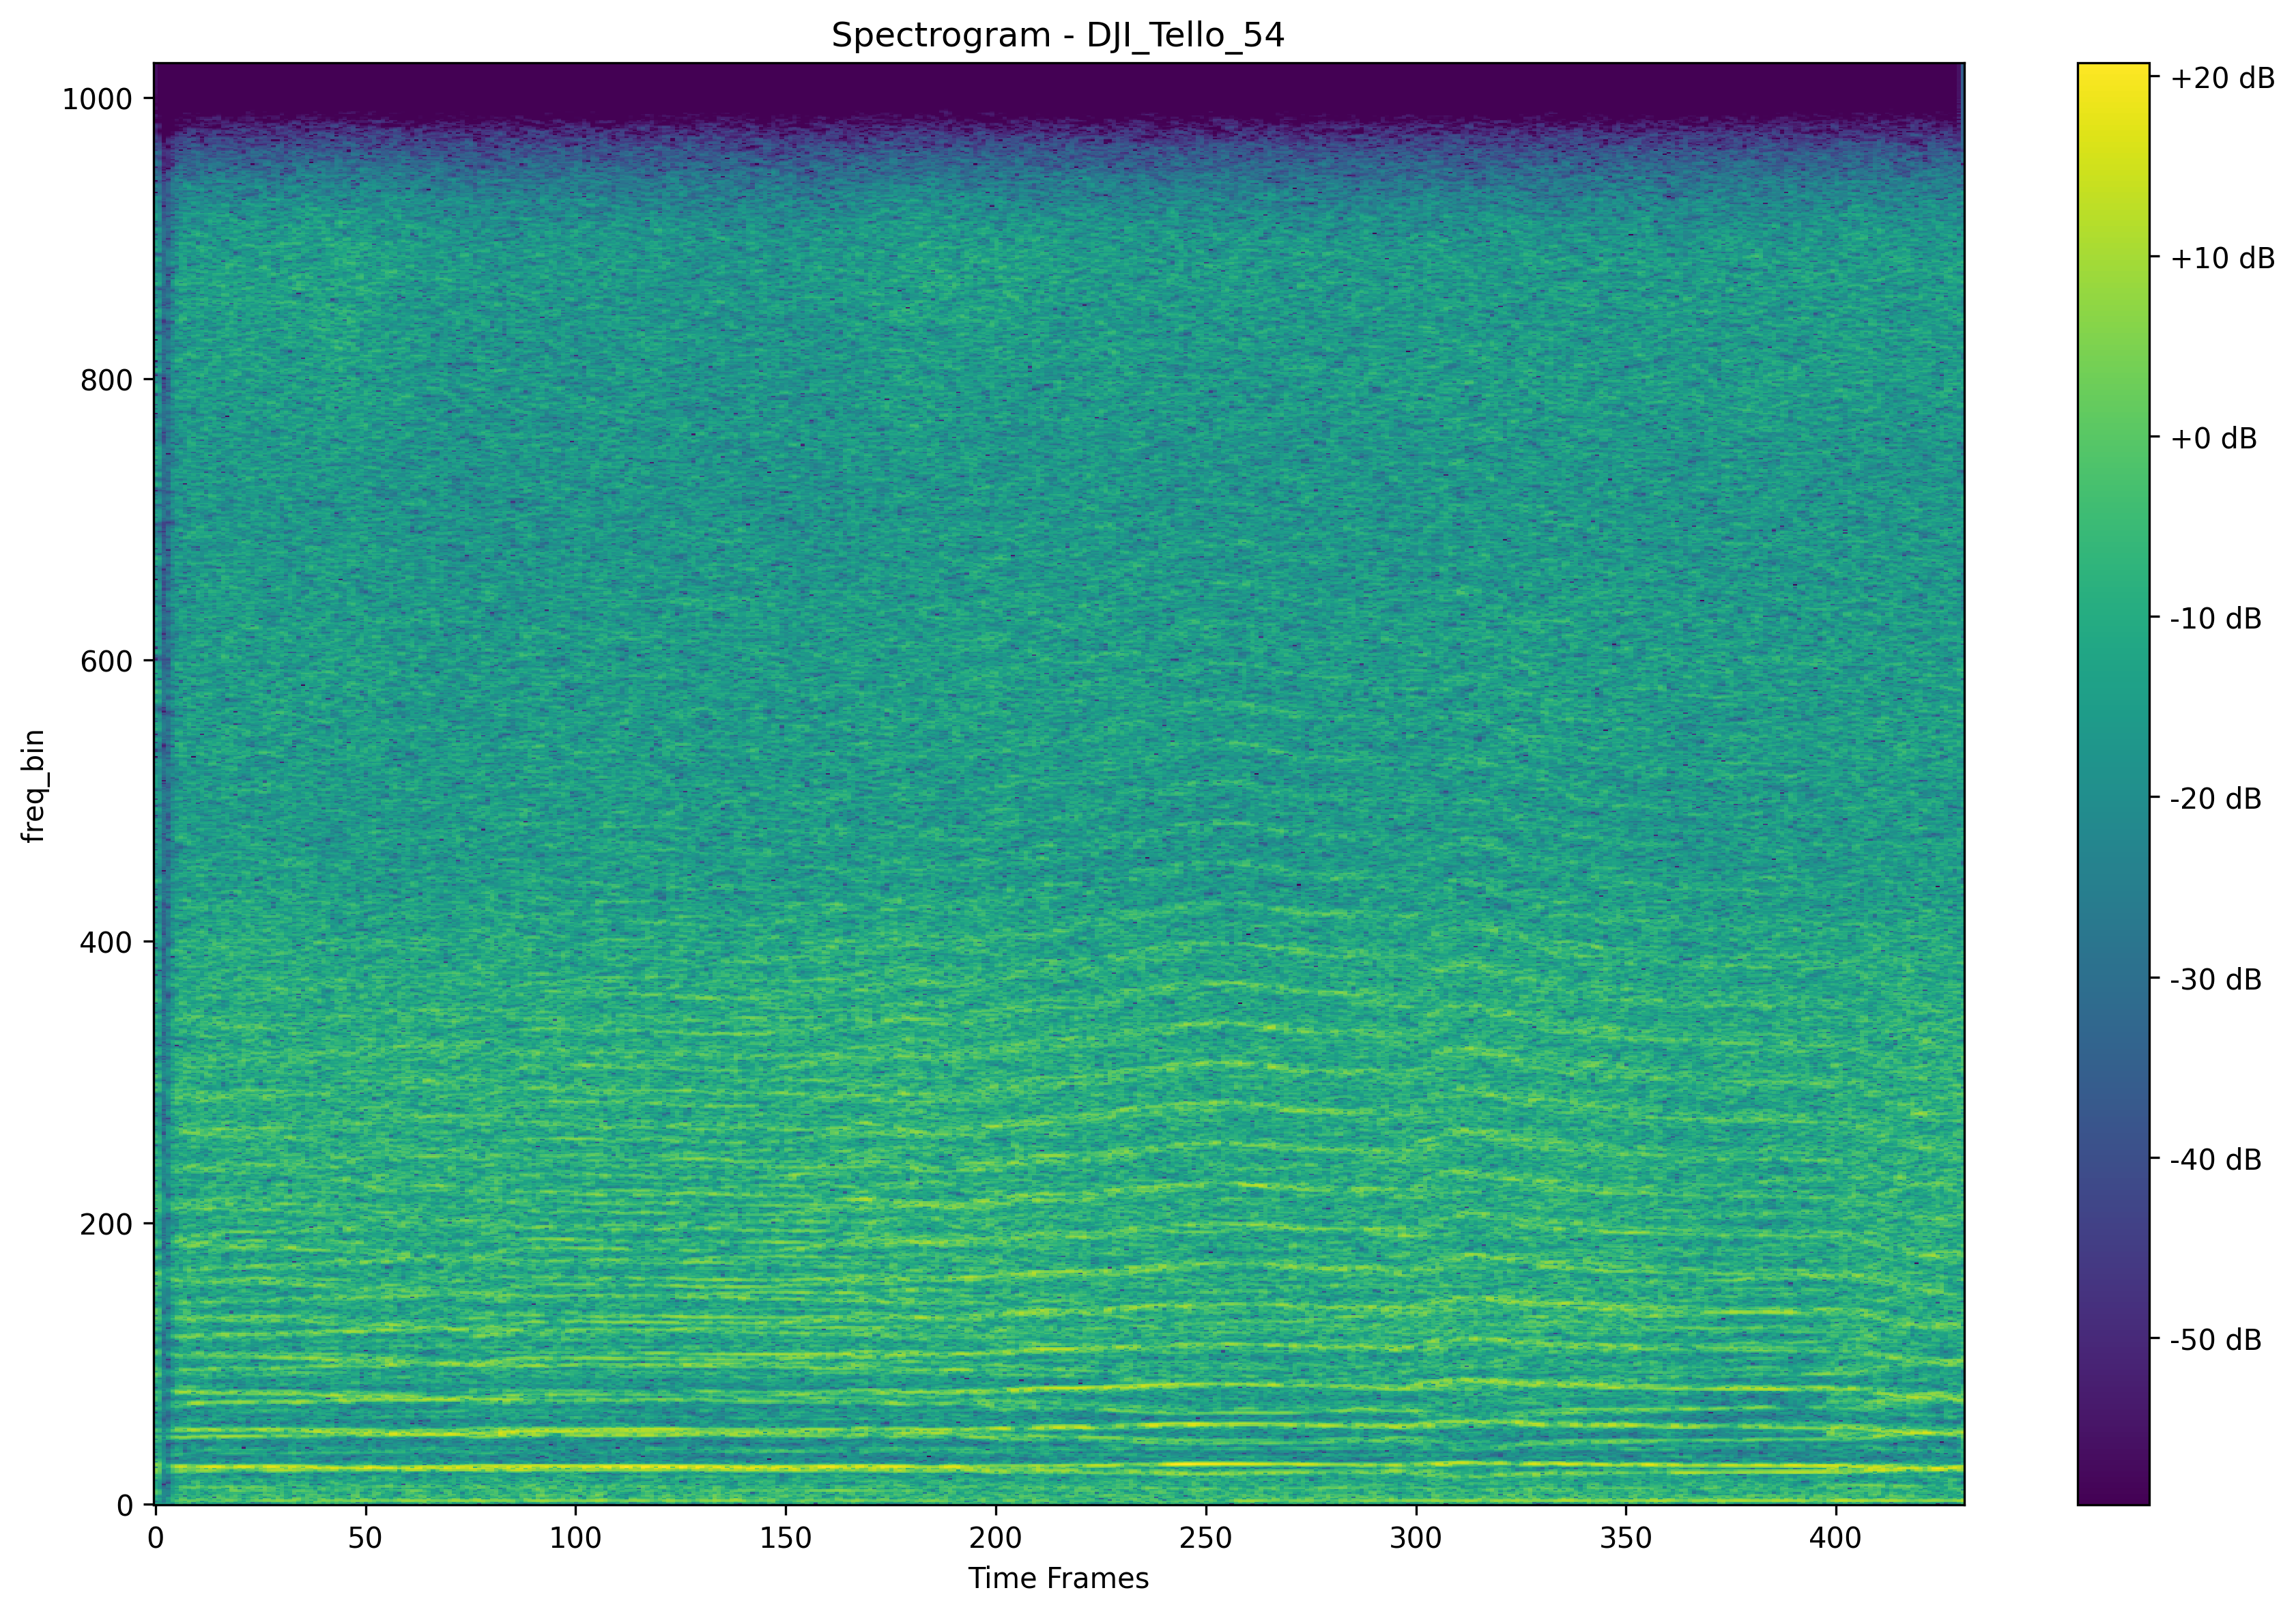 Spectrogram - DJI_Tello_54
1000
800
600
400
200
0
freq_bin
0 50 100 150 200 250 300 350 400
Time Frames
+20 dB
+10 dB
+0 dB
-10 dB
-20 dB
-30 dB
-40 dB
-50 dB